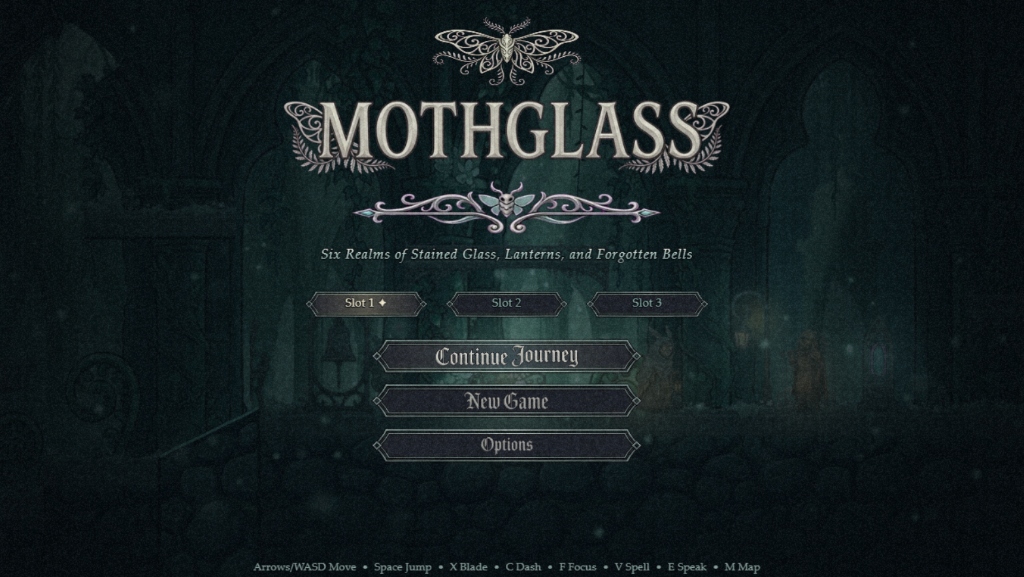 MOTHGLASS
Six Realms of Stained Glass, Lanterns, and Forgotten Bells
Slot 1 ✦ Slot 2 Slot 3
Continue Journey
New Game
Options
Arrows/WASD Move • Space Jump • X Blade • C Dash • F Focus • V Spell • E Speak • M Map